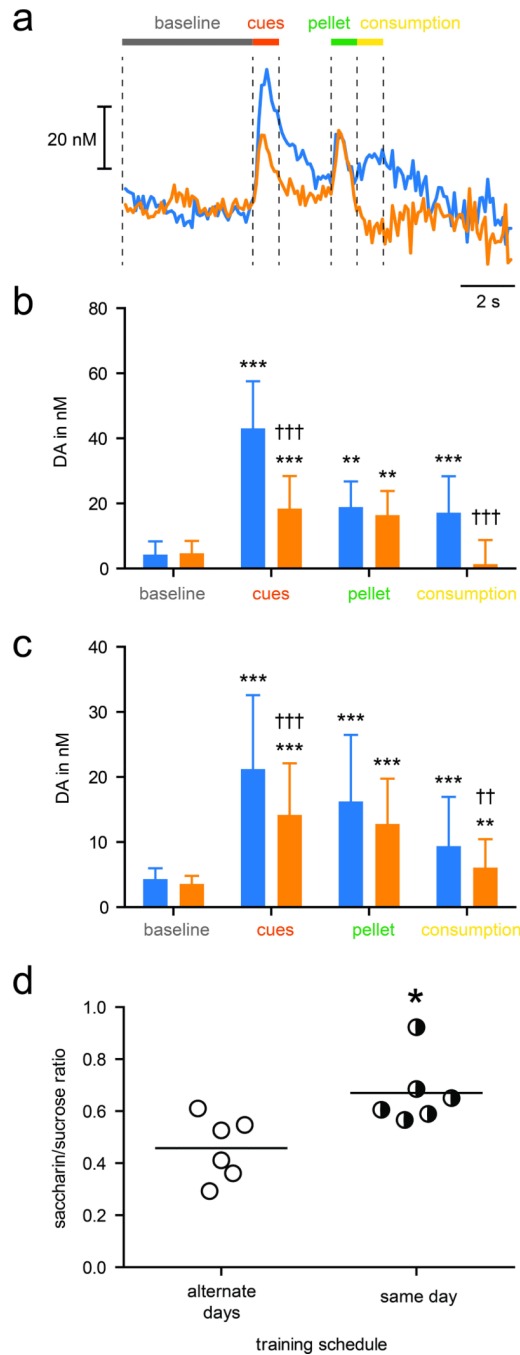 a
baseline cues pellet consumption
20 nM
2 s
b
80
60
40
20
0
DA in nM
***
†††
***
**
**
***
†††
baseline cues pellet consumption
c
40
30
20
10
0
DA in nM
***
†††
***
***
***
***
††
**
baseline cues pellet consumption
d
1.0
0.8
0.6
0.4
0.2
0.0
saccharin/sucrose ratio
*
alternate
days
same day
training schedule